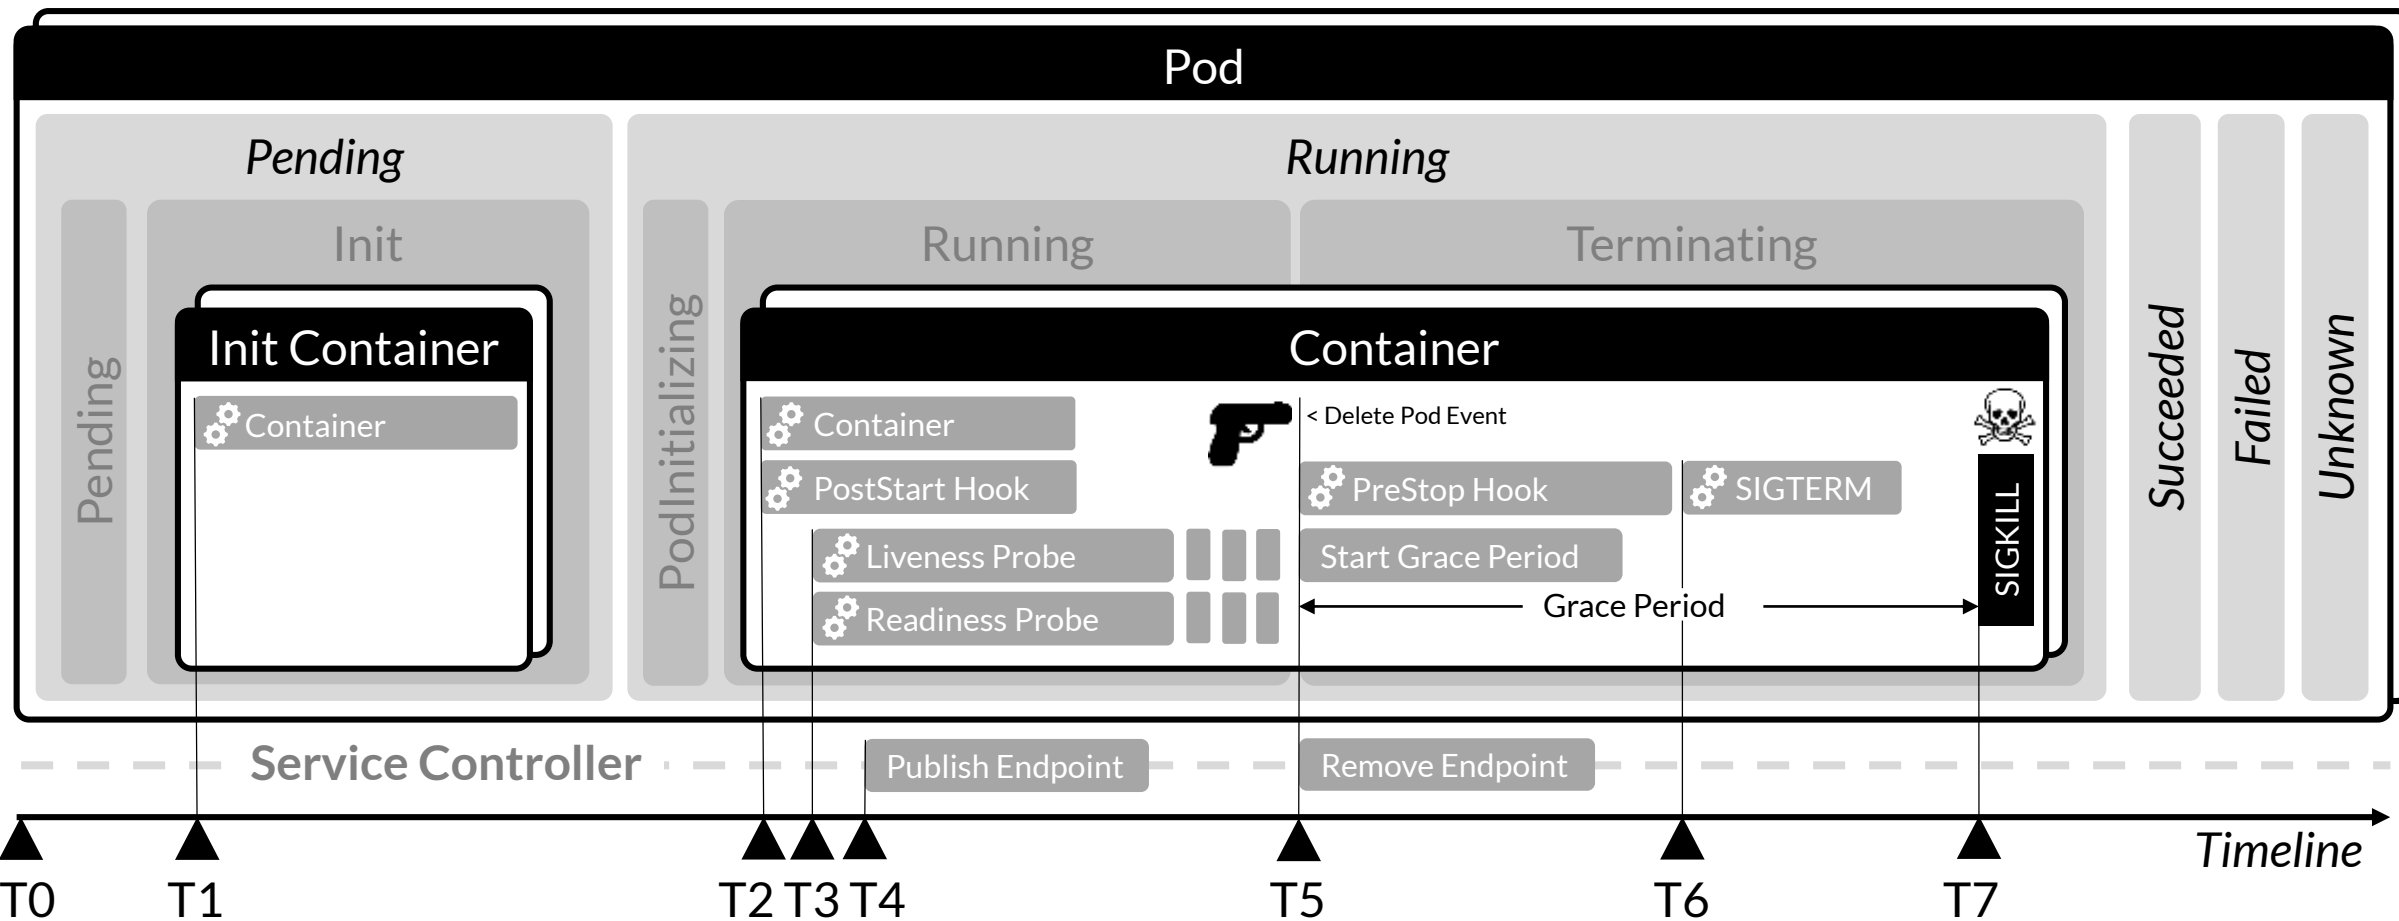 Pod
Pending
Running
Succeeded
Failed
Unknown
Pending
Init
PodInitializing
Running
Terminating
Init Container
Container
Container
Container
< Delete Pod Event
PostStart Hook
PreStop Hook
SIGTERM
SIGKILL
Liveness Probe
Start Grace Period
Readiness Probe
Grace Period
Service Controller
Publish Endpoint
Remove Endpoint
Timeline
T0
T1
T2
T3
T4
T5
T6
T7